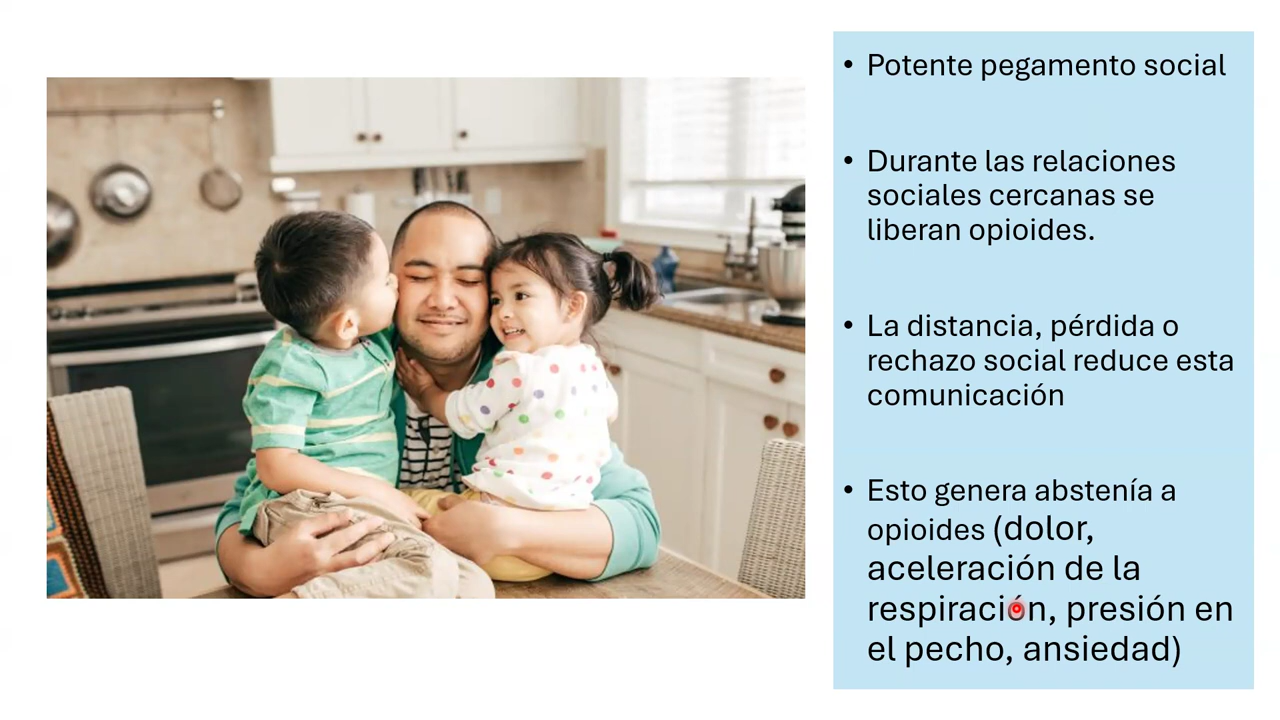 • Potente pegamento social
• Durante las relaciones
sociales cercanas se
liberan opioides.
• La distancia, pérdida o
rechazo social reduce esta
comunicación
• Esto genera abstenía a
opioides (dolor,
aceleración de la
respiración, presión en
el pecho, ansiedad)